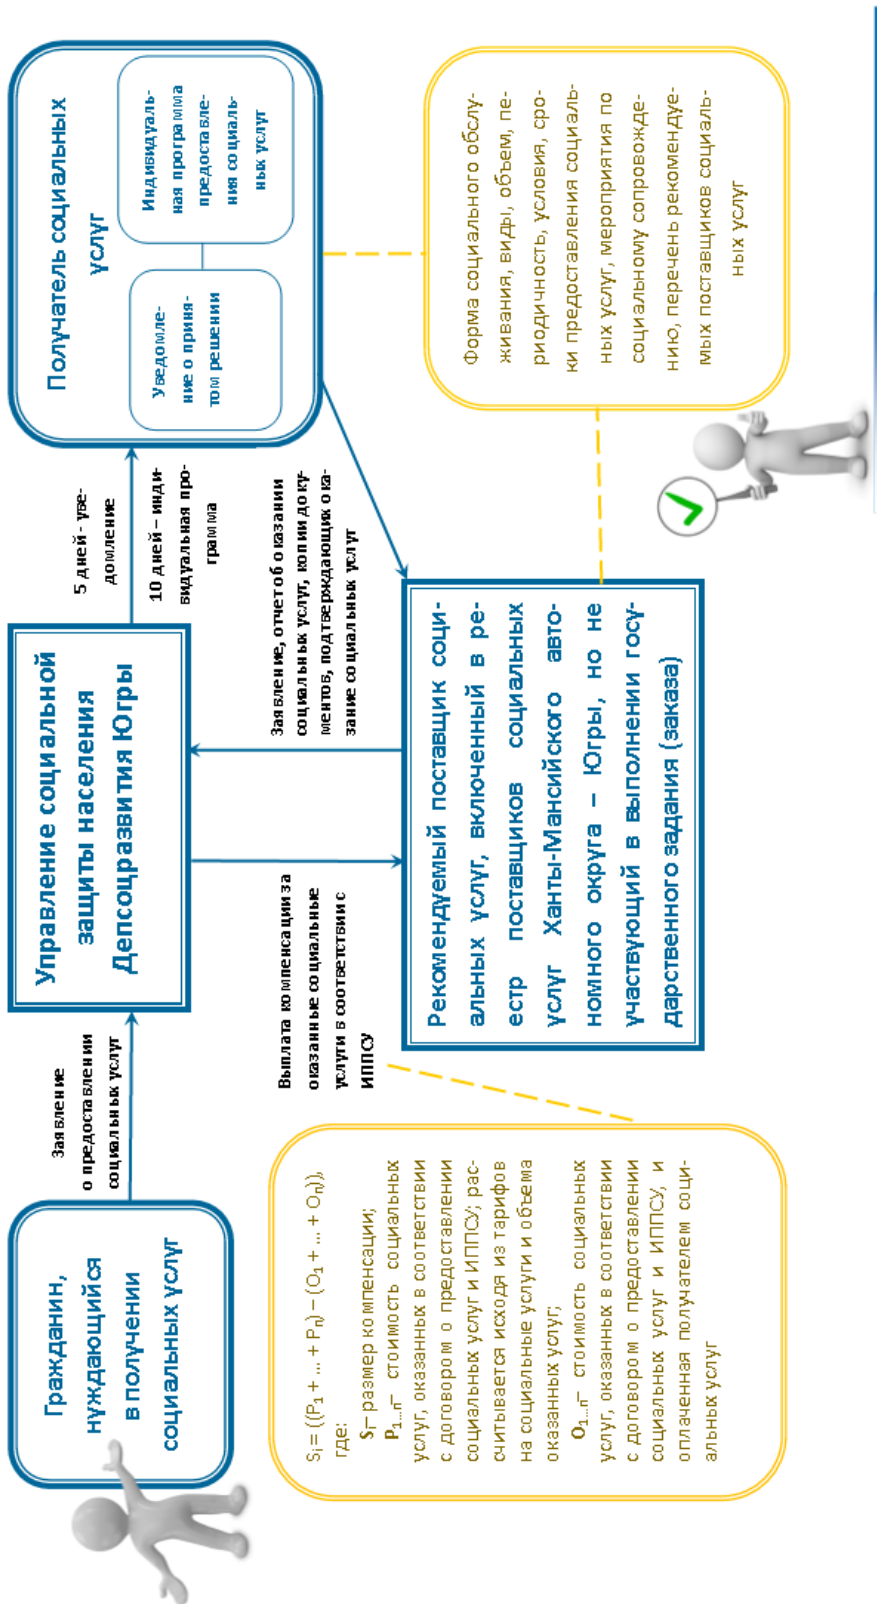 Гражданин,
нуждающийся
в получении
социальных услуг
Заявление
о предоставлении
социальных услуг
Управление социальной
защиты населения
Депсоцразвития Югры
5 дней - уве-
домление
10 дней – инди-
видуальная про-
грамма
Получатель социальных
услуг
Уведомле-
ние о приня-
том решении
Индивидуаль-
ная программа
предоставле-
ния социаль-
ных услуг
Выплата компенсации за
оказанные социальные
услуги в соответствии с
ИППСУ
Заявление, отчет об оказании
социальных услуг, копии доку-
ментов, подтверждающих ока-
зание социальных услуг
Si = ((P1 + ... + Pn) – (O1 + ... + On)),
где:
Si– размер компенсации;
P1...n– стоимость социальных
услуг, оказанных в соответствии
с договором о предоставлении
социальных услуг и ИППСУ; рас-
считывается исходя из тарифов
на социальные услуги и объема
оказанных услуг;
O1...n– стоимость социальных
услуг, оказанных в соответствии
с договором о предоставлении
социальных услуг и ИППСУ, и
оплаченная получателем соци-
альных услуг
Рекомендуемый поставщик соци-
альных услуг, включенный в ре-
естр поставщиков социальных
услуг Ханты-Мансийского авто-
номного округа – Югры, но не
участвующий в выполнении госу-
дарственного задания (заказа)
Форма социального обслу-
живания, виды, объем, пе-
риодичность, условия, сро-
ки предоставления социаль-
ных услуг, мероприятия по
социальному сопровожде-
нию, перечень рекомендуе-
мых поставщиков социаль-
ных услуг